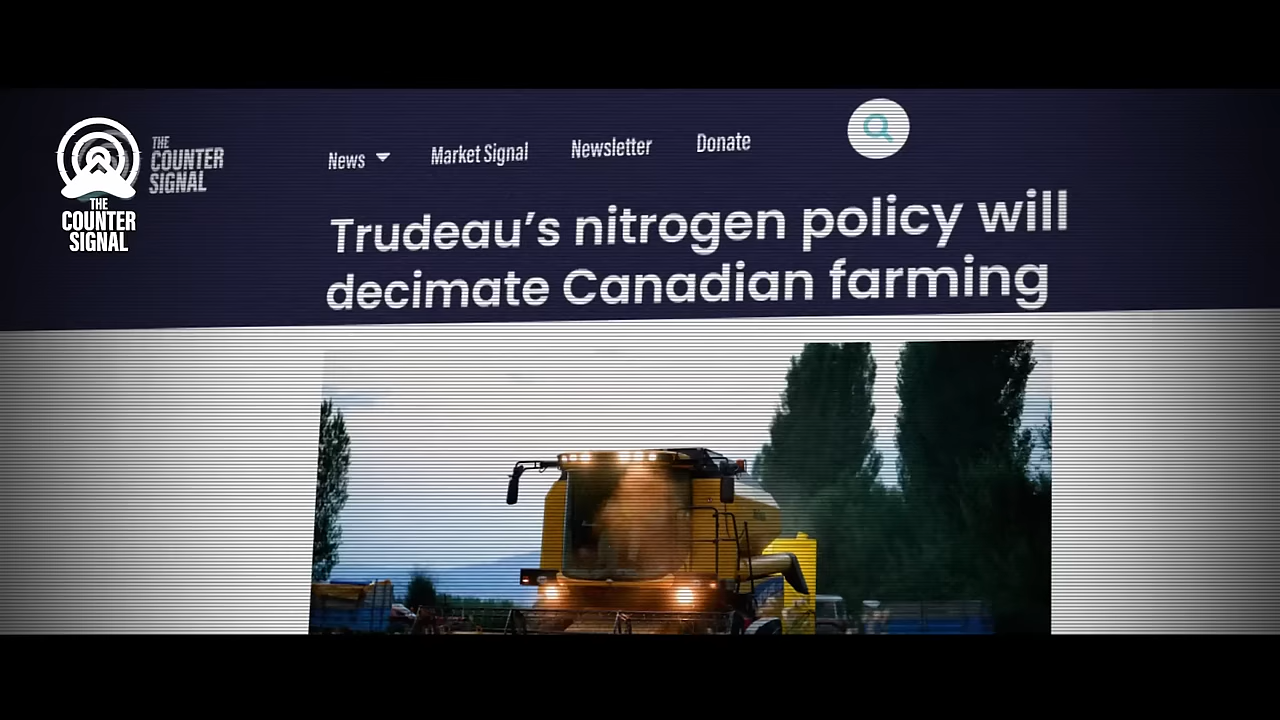 THE
COUNTER
SIGNAL
THE
COUNTER
SIGNAL
News
Market Signal
Newsletter
Donate
Trudeau's nitrogen policy will
decimate Canadian farming